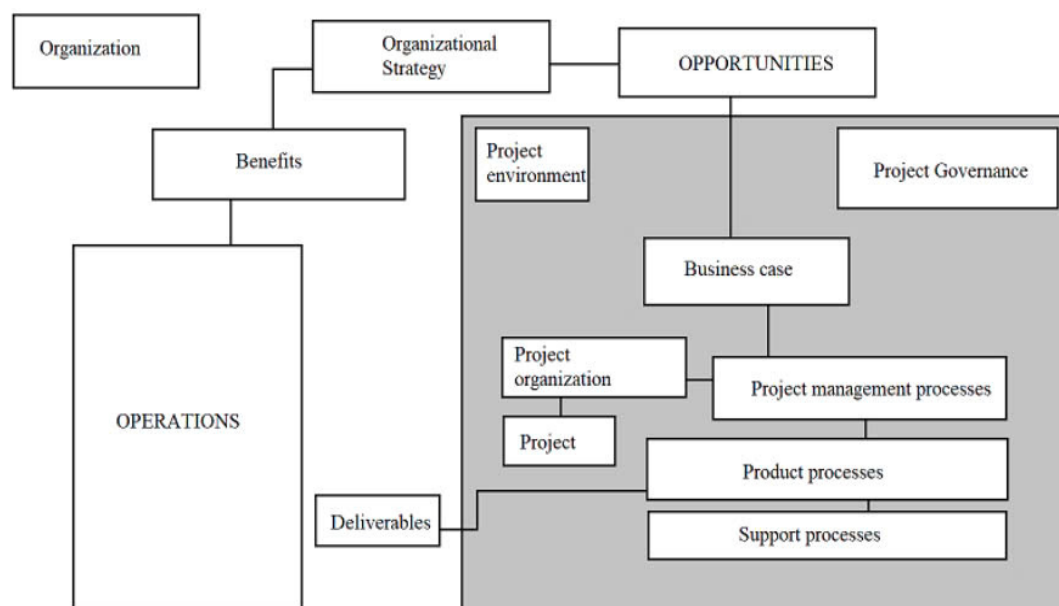 Organization
Organizational
Strategy
OPPORTUNITIES
Benefits
Project
environment
Project Governance
Business case
Project
organization
Project management processes
OPERATIONS
Project
Product processes
Deliverables
Support processes